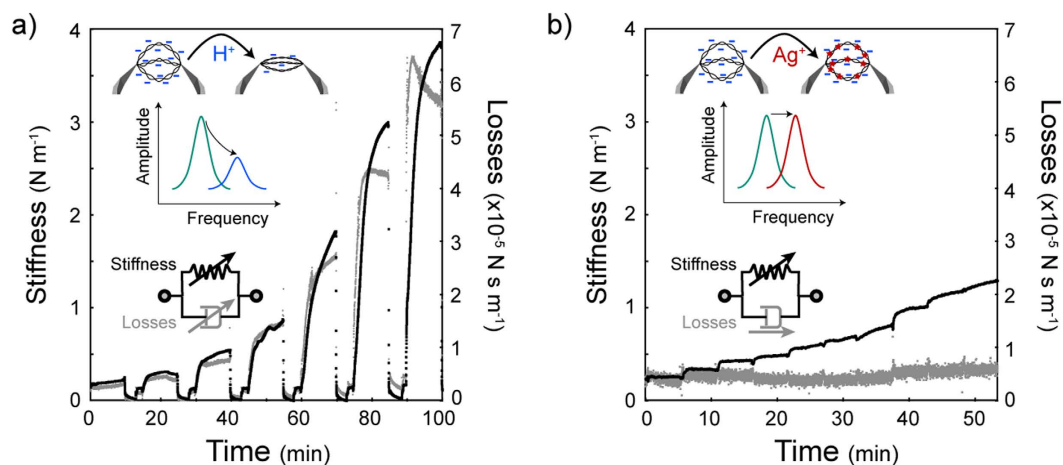 a)
H⁺
Amplitude
Frequency
Stiffness
Losses
Stiffness (N m⁻¹)
4
3
2
1
0
Losses (x10⁻⁵ N s m⁻¹)
7
6
5
4
3
2
1
0
0
20
40
60
80
100
Time (min)
b)
Ag⁺
Amplitude
Frequency
Stiffness
Losses
Stiffness (N m⁻¹)
4
3
2
1
0
Losses (x10⁻⁵ N s m⁻¹)
7
6
5
4
3
2
1
0
0
10
20
30
40
50
Time (min)